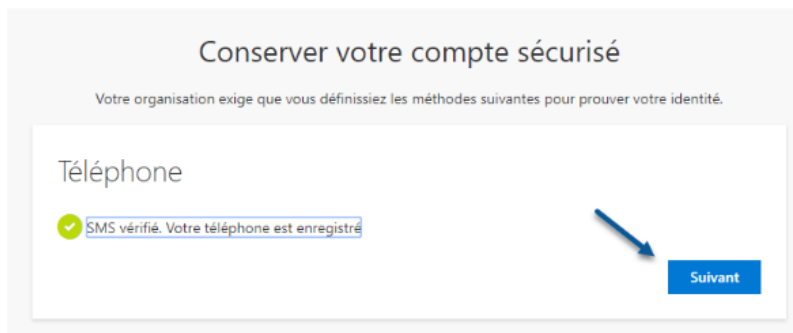 Conserver votre compte sécurisé
Votre organisation exige que vous définissiez les méthodes suivantes pour prouver votre identité.
Téléphone
SMS vérifié. Votre téléphone est enregistré
Suivant